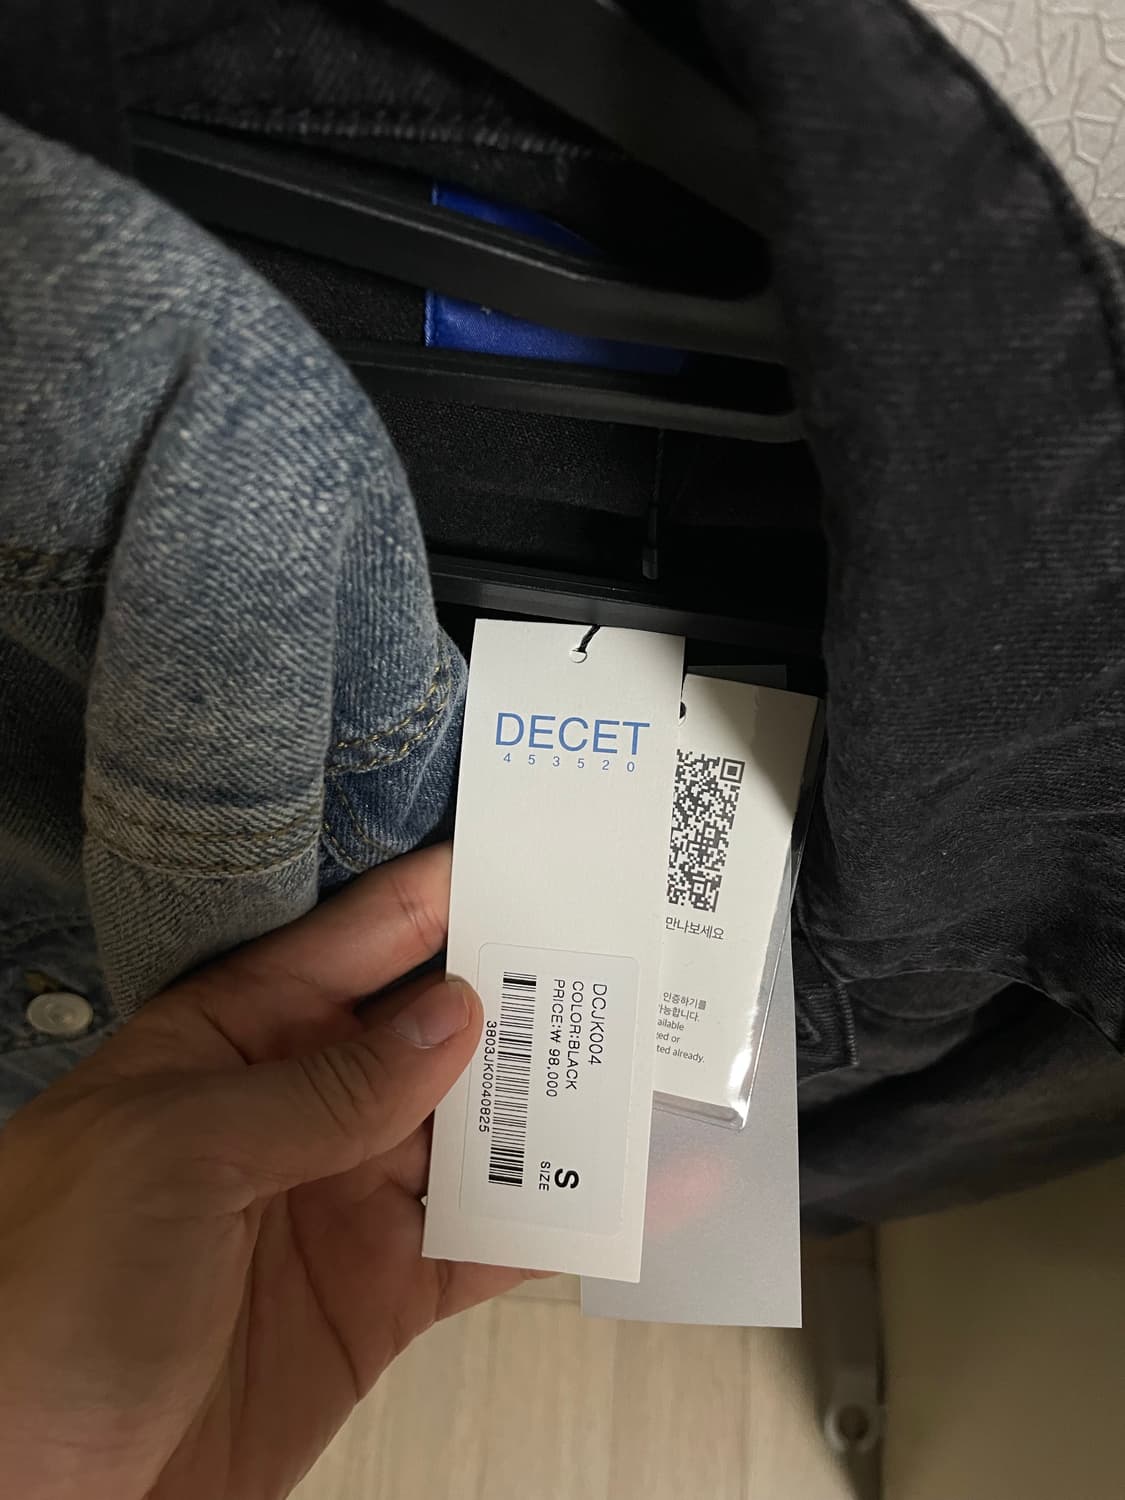 DECET
453520
DCJK004
COLOR:BLACK
PRICE:₩ 98,000
3803JK0040825
S
SIZE
만나보세요
인증하기를
능합니다.
ailable
ed or
ted already.